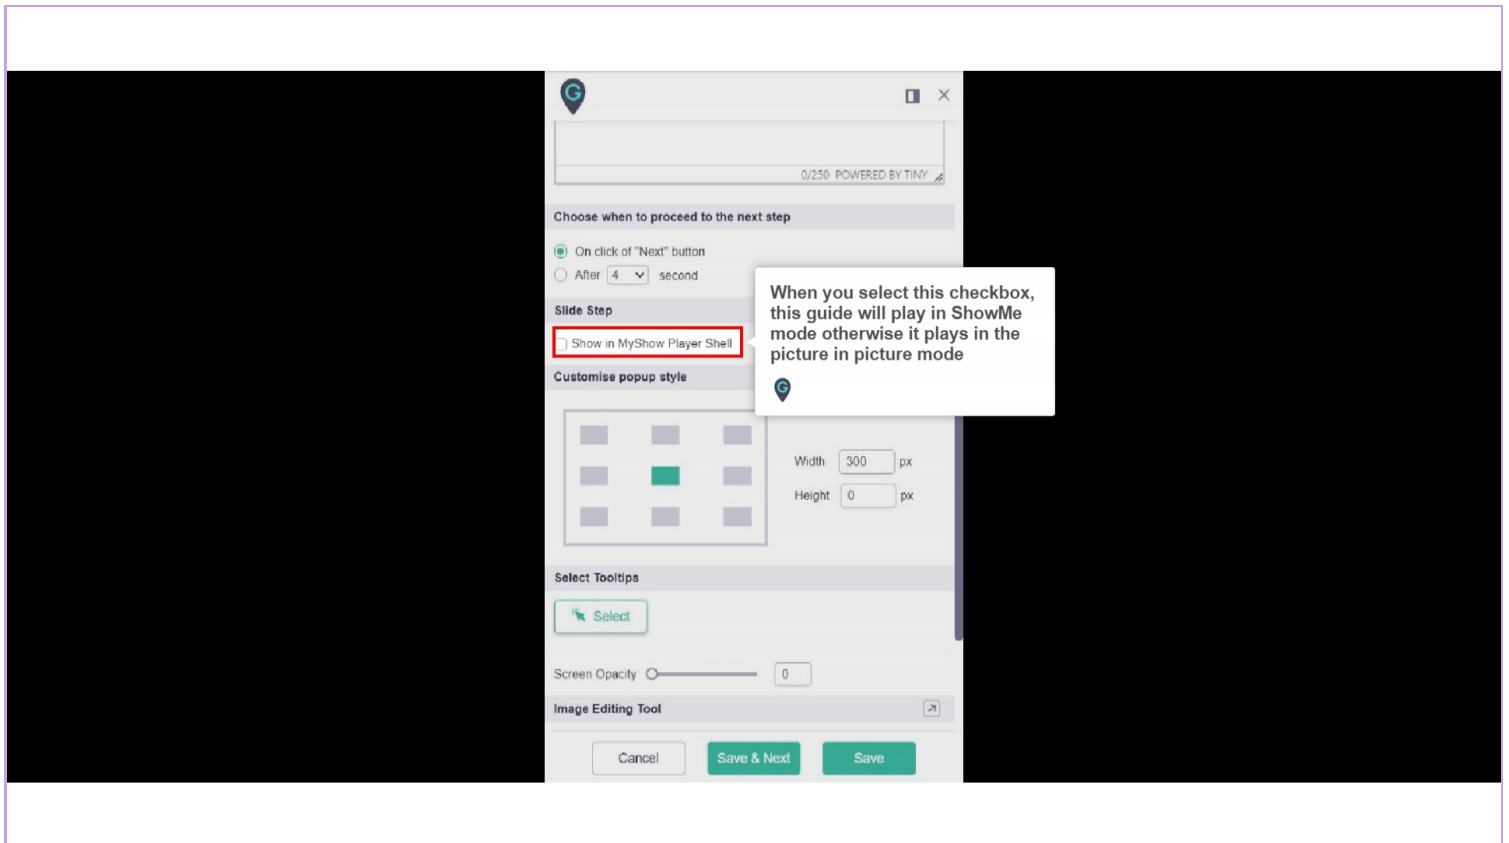 G
0/250 POWERED BY TINY
Choose when to proceed to the next step
On click of "Next" button
After 4 second
Slide Step
Show in MyShow Player Shell
When you select this checkbox,
this guide will play in ShowMe
mode otherwise it plays in the
picture in picture mode
G
Customise popup style
Width 300 px
Height 0 px
Select Tooltips
Select
Screen Opacity 0
Image Editing Tool
Cancel Save & Next Save